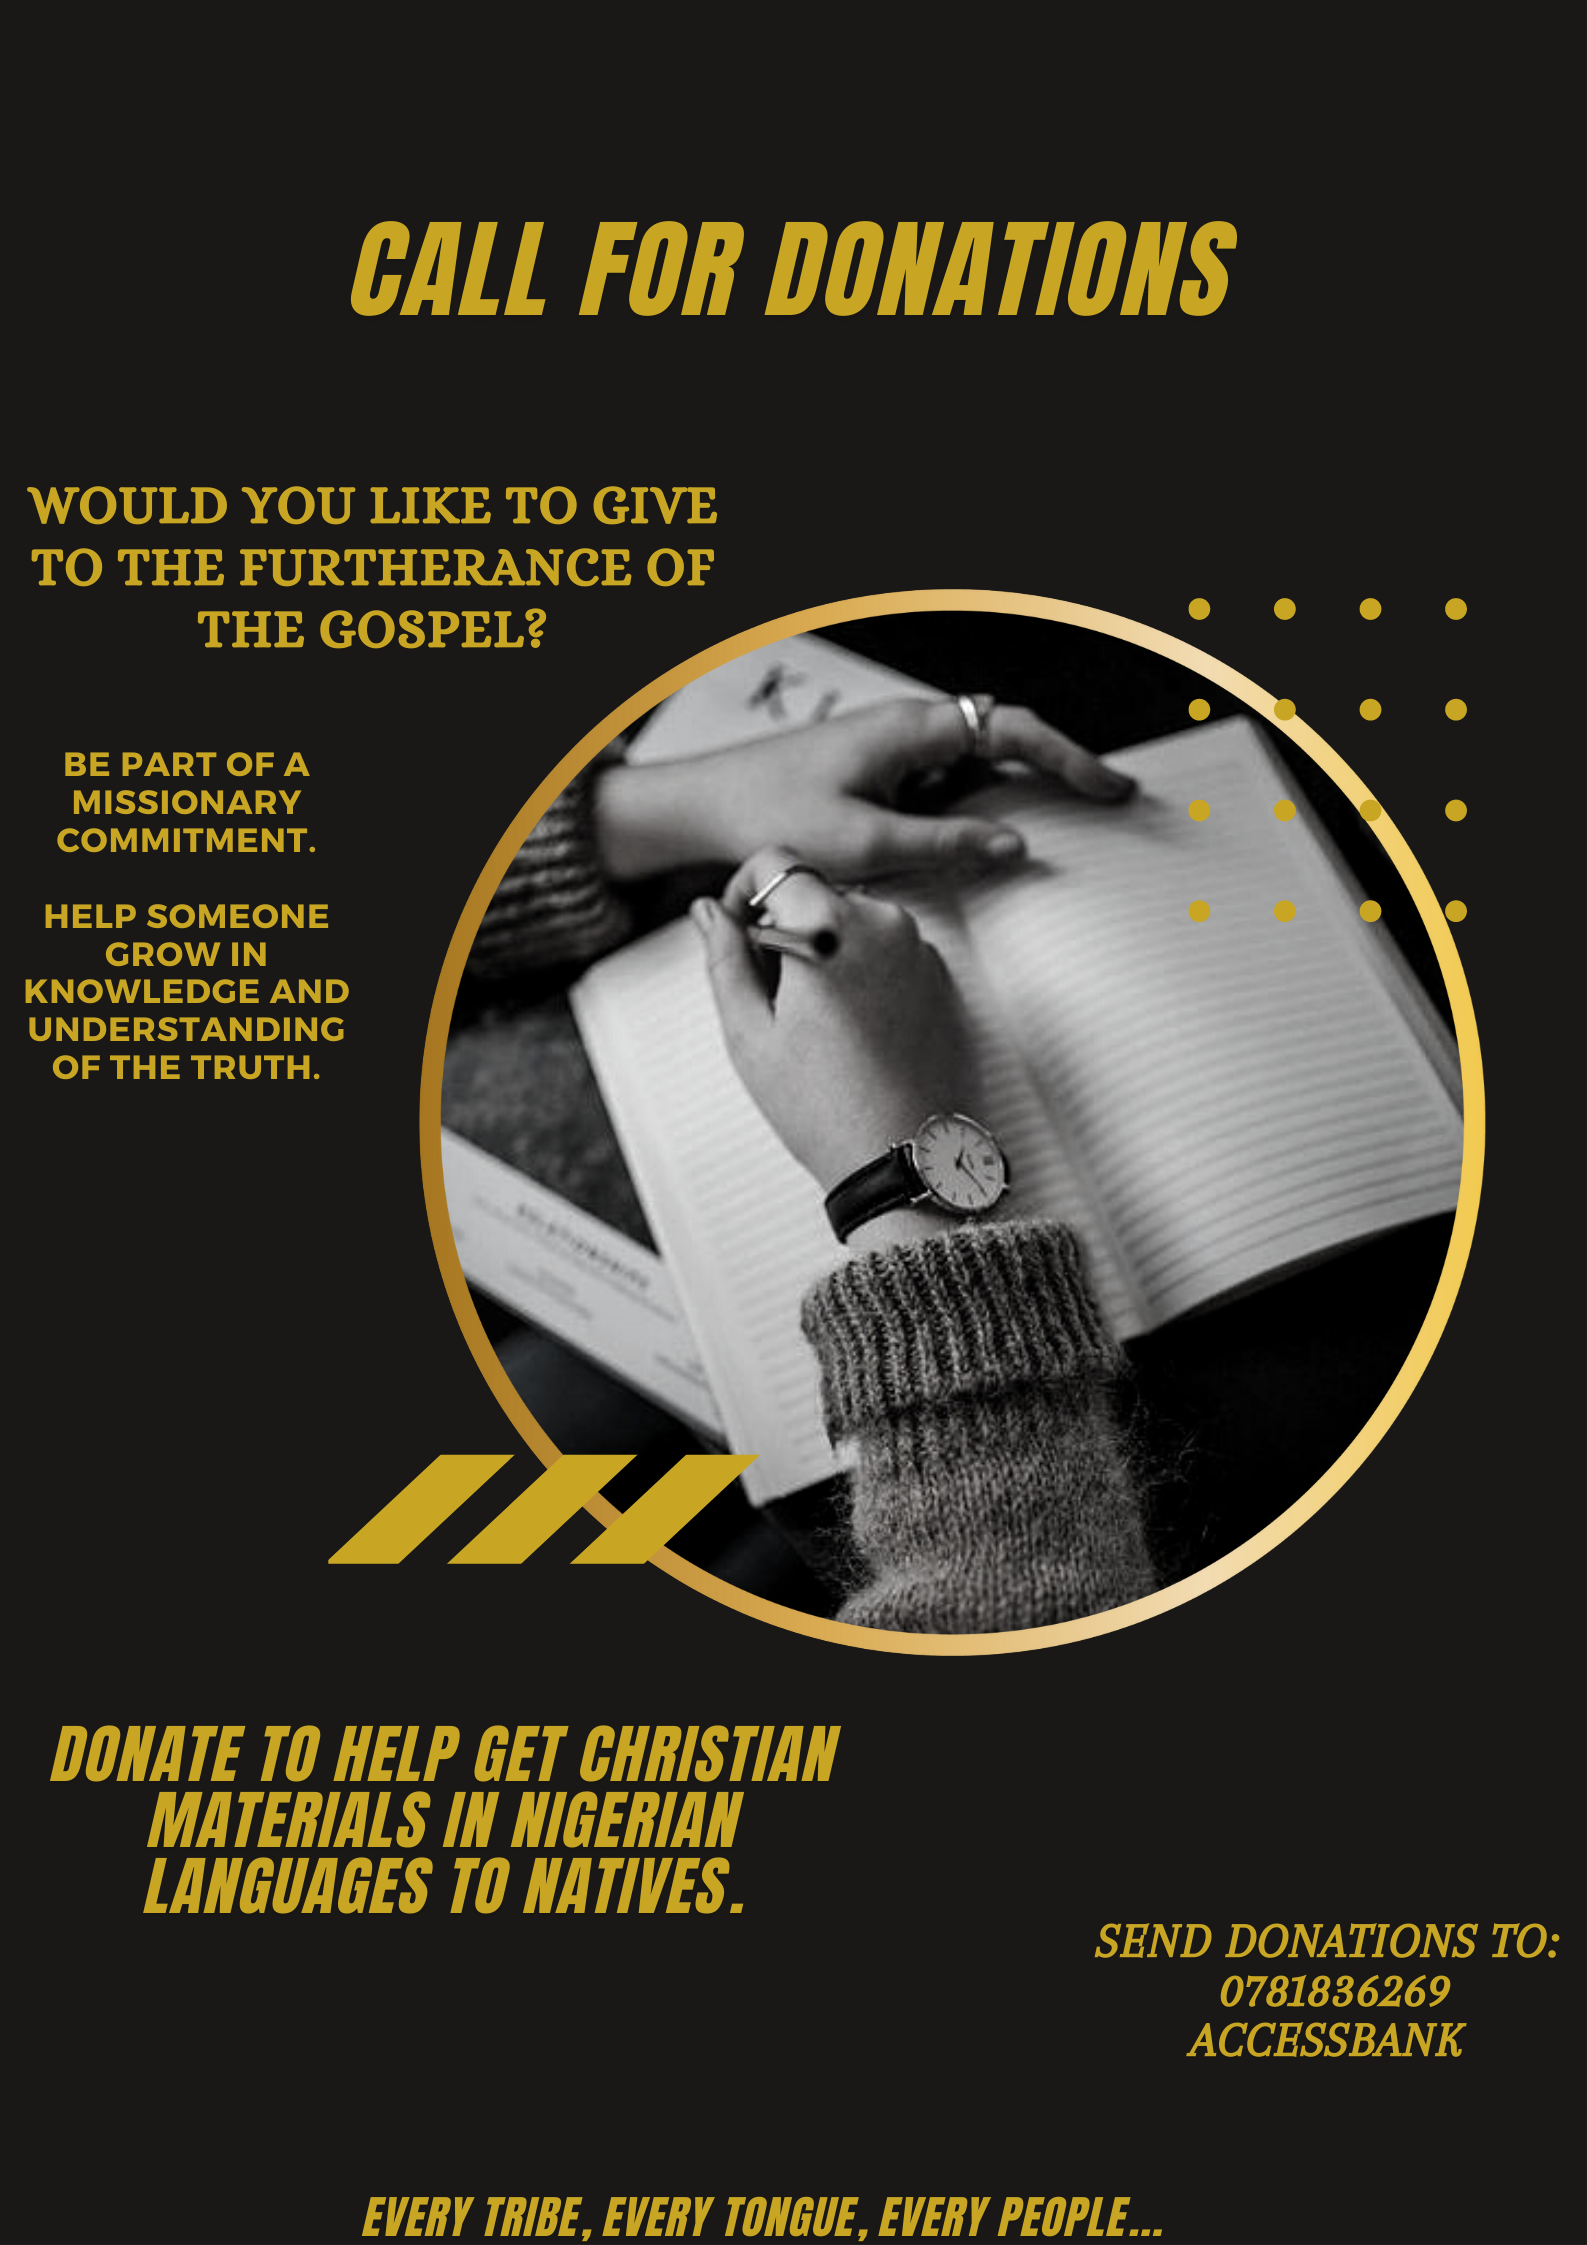 CALL FOR DONATIONS
WOULD YOU LIKE TO GIVE
TO THE FURTHERANCE OF
THE GOSPEL?
BE PART OF A
MISSIONARY
COMMITMENT.
HELP SOMEONE
GROW IN
KNOWLEDGE AND
UNDERSTANDING
OF THE TRUTH.
DONATE TO HELP GET CHRISTIAN
MATERIALS IN NIGERIAN
LANGUAGES TO NATIVES.
SEND DONATIONS TO:
0781836269
ACCESSBANK
EVERY TRIBE, EVERY TONGUE, EVERY PEOPLE...